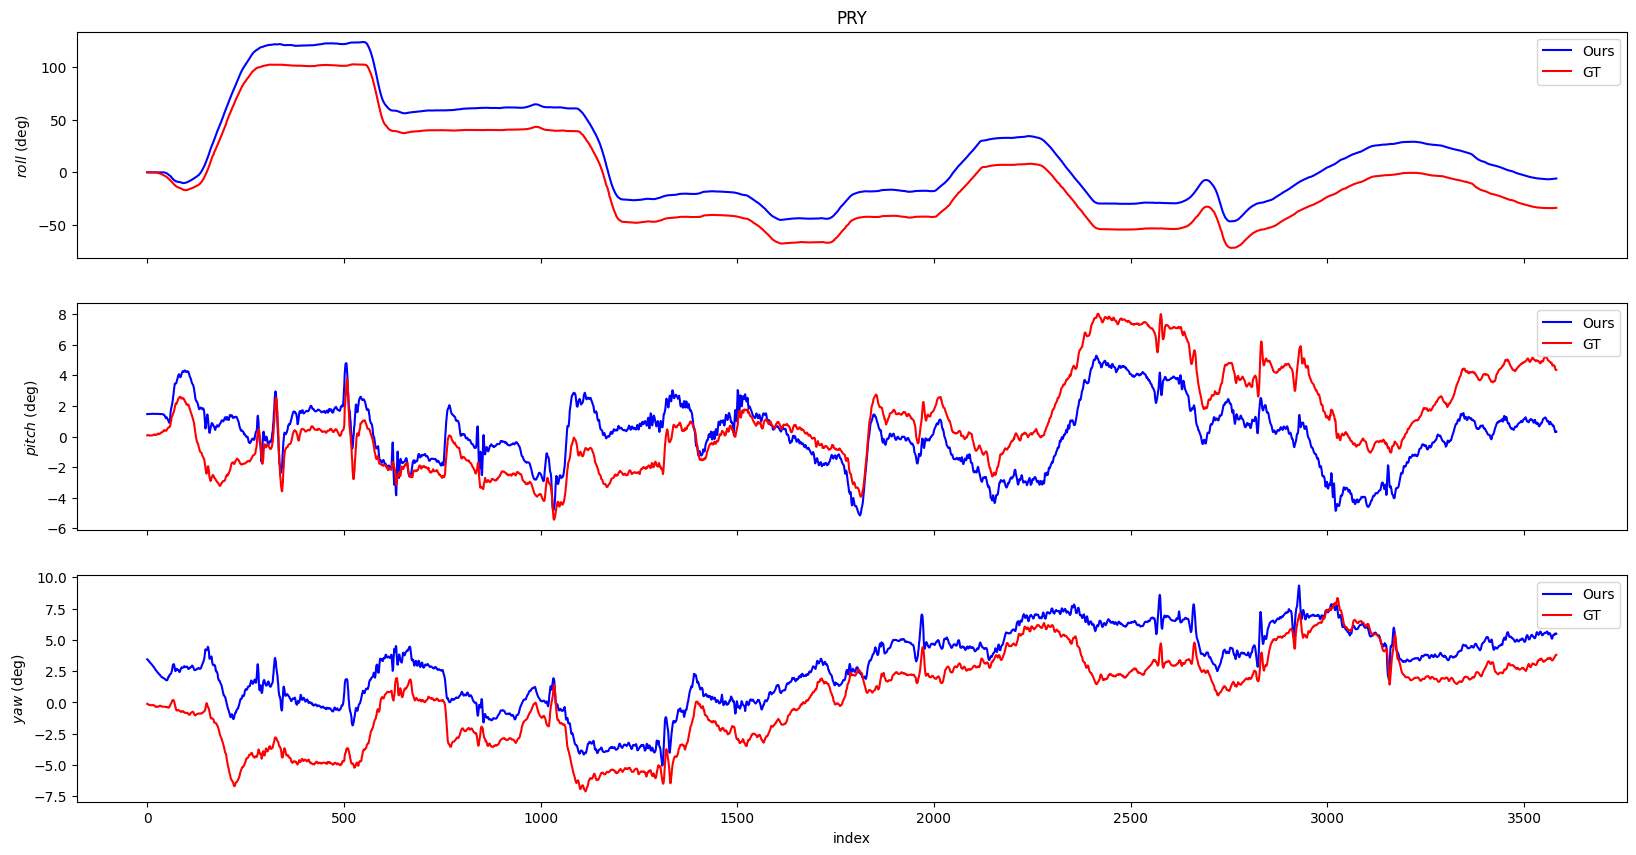 PRY
Ours
GT
roll (deg)
100
50
0
−50
Ours
GT
pitch (deg)
8
6
4
2
0
−2
−4
−6
Ours
GT
yaw (deg)
10.0
7.5
5.0
2.5
0.0
−2.5
−5.0
−7.5
0 500 1000 1500 2000 2500 3000 3500
index